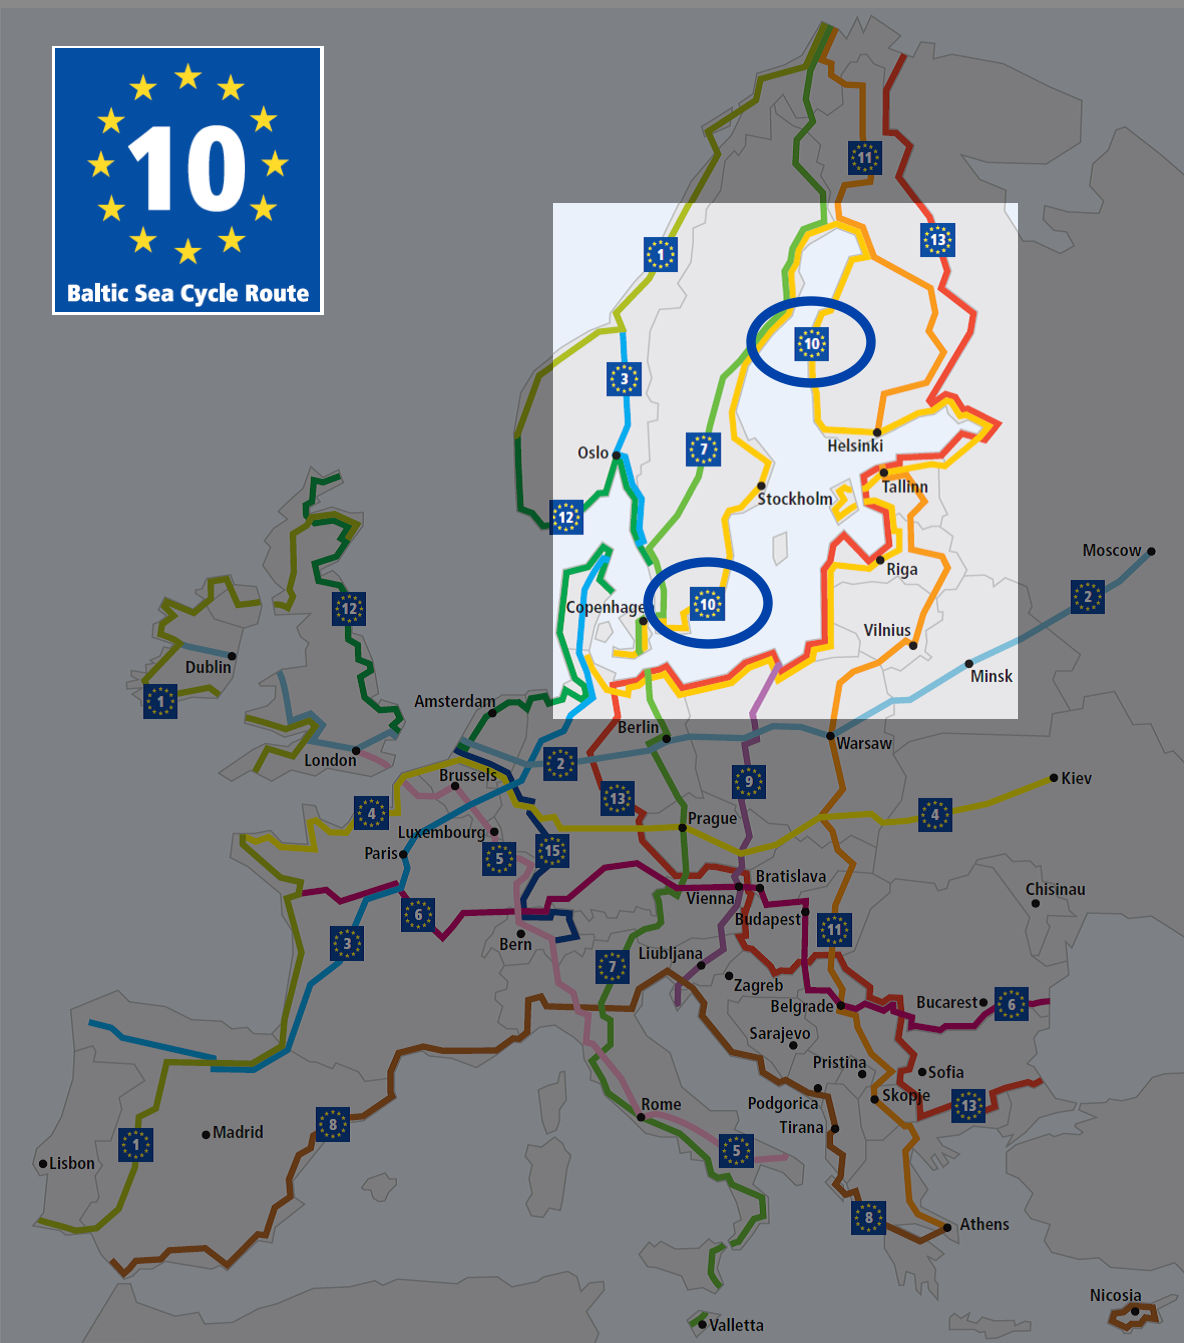 10
Baltic Sea Cycle Route
11
13
1
10
3
Helsinki
7
Oslo
Tallinn
Stockholm
12
Moscow
Riga
2
12
Copenhage
10
Vilnius
Dublin
Minsk
1
Amsterdam
Berlin
Warsaw
London
2
Brussels
9
Kiev
13
4
4
Prague
Luxembourg
Paris
5
15
Bratislava
Chisinau
Vienna
6
Budapest
11
3
Bern
Liubljana
7
Zagreb
Belgrade
Bucarest
6
Sarajevo
Pristina
Sofia
Skopje
Podgorica
13
Rome
Tirana
8
Madrid
1
5
Lisbon
8
Athens
Nicosia
Valletta